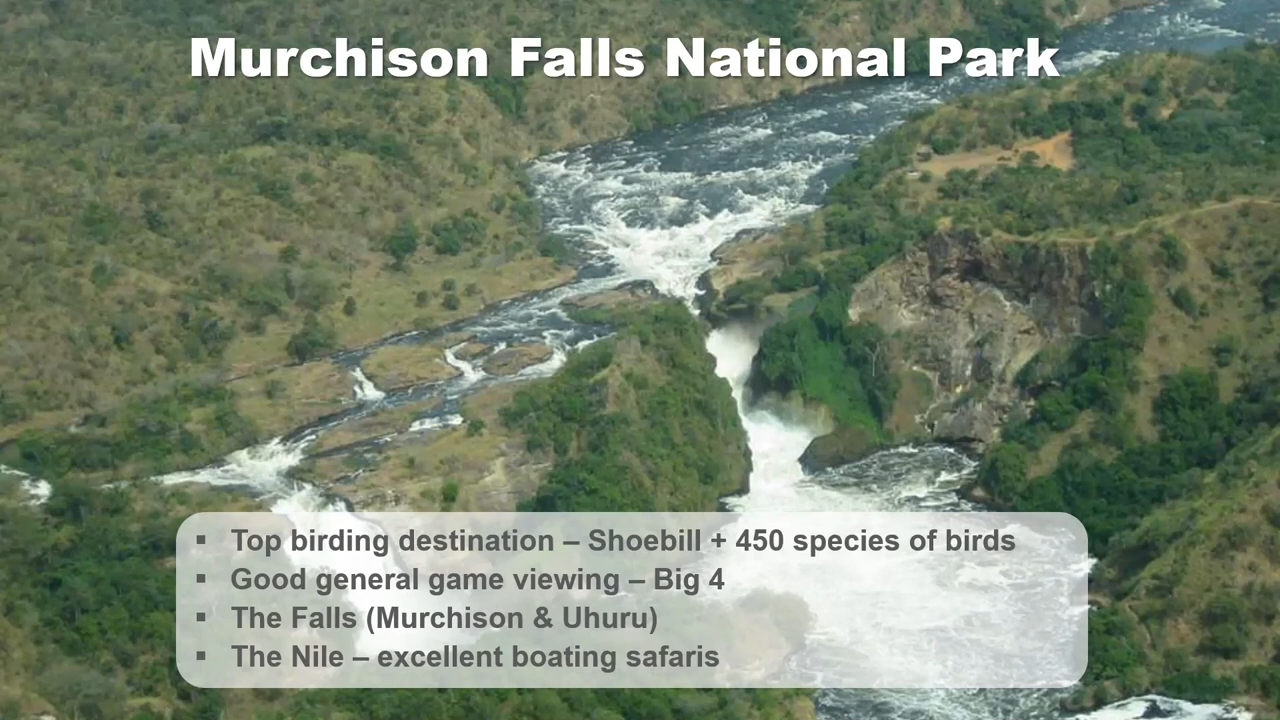 Murchison Falls National Park
▪ Top birding destination – Shoebill + 450 species of birds
▪ Good general game viewing – Big 4
▪ The Falls (Murchison & Uhuru)
▪ The Nile – excellent boating safaris